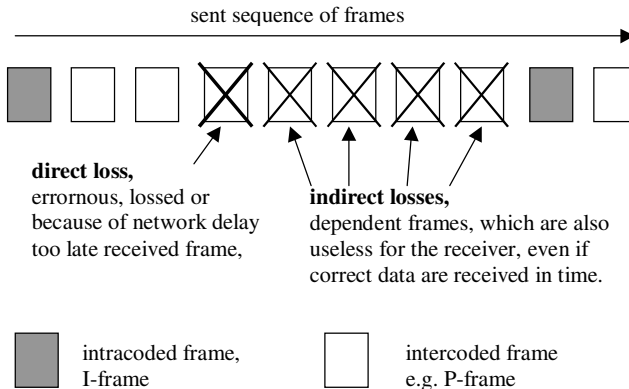 sent sequence of frames
direct loss,
errornous, lossed or
because of network delay
too late received frame,
indirect losses,
dependent frames, which are also
useless for the receiver, even if
correct data are received in time.
intracoded frame,
I-frame
intercoded frame
e.g. P-frame